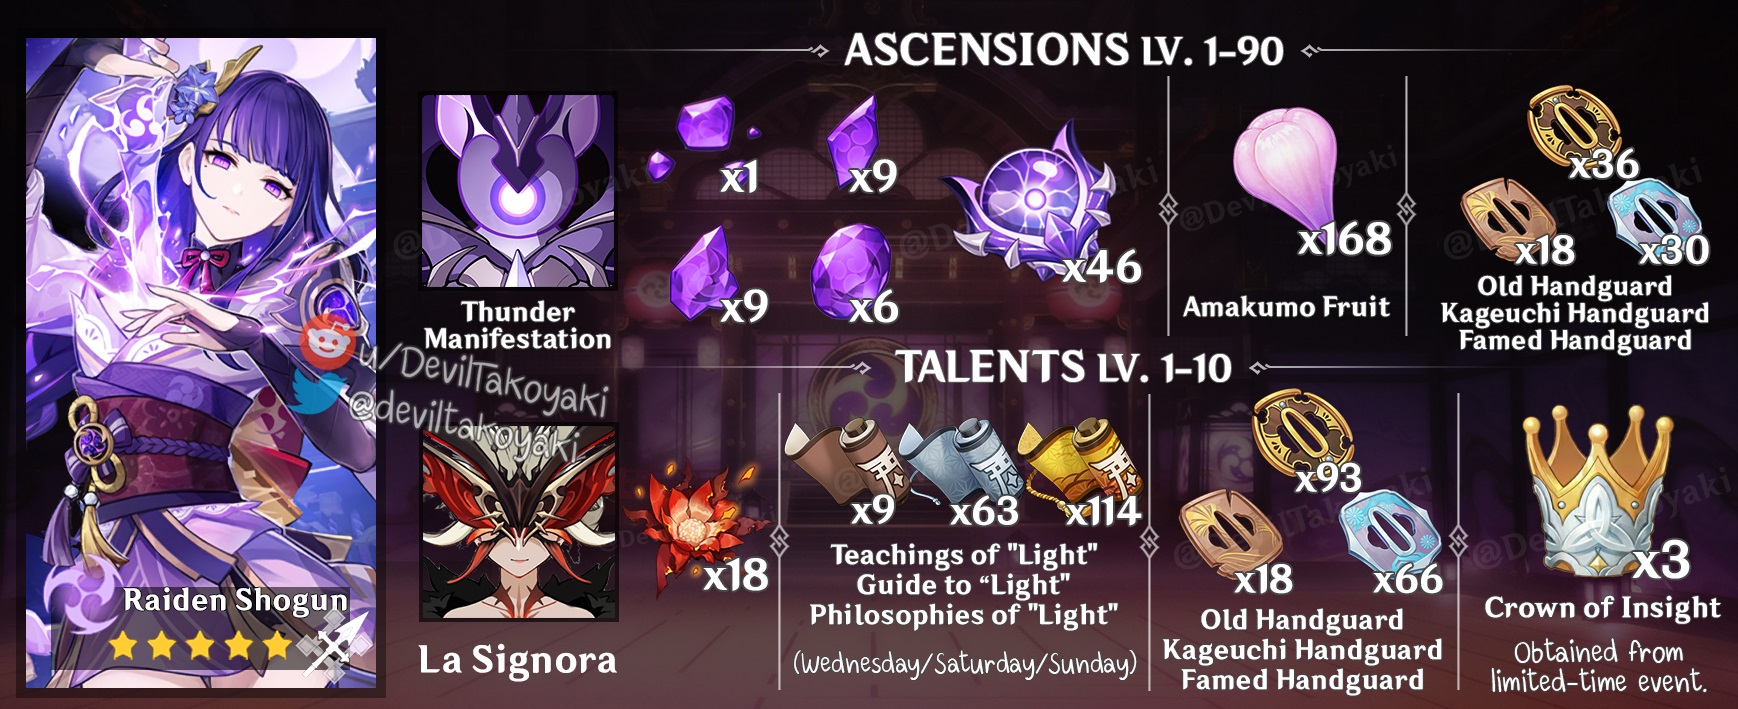 ASCENSIONS LV. 1-90
x1
x9
x9
x6
x46
x168
x36
x18
x30
Thunder
Manifestation
Amakumo Fruit
Old Handguard
Kageuchi Handguard
Famed Handguard
u/DevilTakoyaki
@deviltakoyaki
TALENTS LV. 1-10
Raiden Shogun
La Signora
x18
x9
x63
x114
Teachings of "Light"
Guide to “Light"
Philosophies of "Light"
(Wednesday/Saturday/Sunday)
x93
x18
x66
Old Handguard
Kageuchi Handguard
Famed Handguard
x3
Crown of Insight
Obtained from
limited-time event.